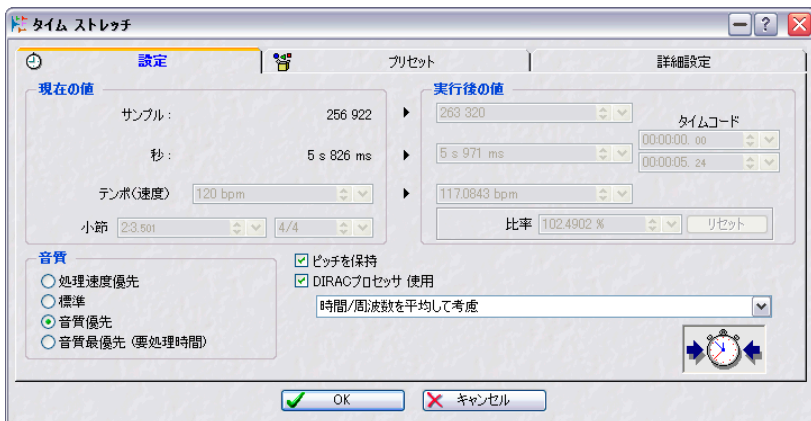 タイム ストレッチ
設定
プリセット
詳細設定
現在の値
サンプル :
256 922
秒 :
5 s 826 ms
テンポ(速度)
120 bpm
小節
2:3.501
4/4
実行後の値
263 320
タイムコード
00:00:00. 00
5 s 971 ms
00:00:05. 24
117.0843 bpm
比率
102.4902 %
リセット
音質
処理速度優先
標準
音質優先
音質最優先 (要処理時間)
ピッチを保持
DIRACプロセッサ 使用
時間/周波数を平均して考慮
OK
キャンセル